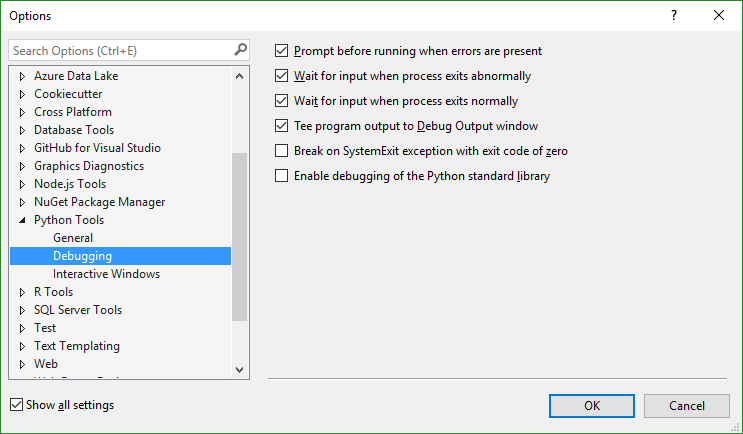 Options
?
Search Options (Ctrl+E)
Azure Data Lake
Cookiecutter
Cross Platform
Database Tools
GitHub for Visual Studio
Graphics Diagnostics
Node.js Tools
NuGet Package Manager
Python Tools
General
Debugging
Interactive Windows
R Tools
SQL Server Tools
Test
Text Templating
Web
Prompt before running when errors are present
Wait for input when process exits abnormally
Wait for input when process exits normally
Tee program output to Debug Output window
Break on SystemExit exception with exit code of zero
Enable debugging of the Python standard library
Show all settings
OK
Cancel